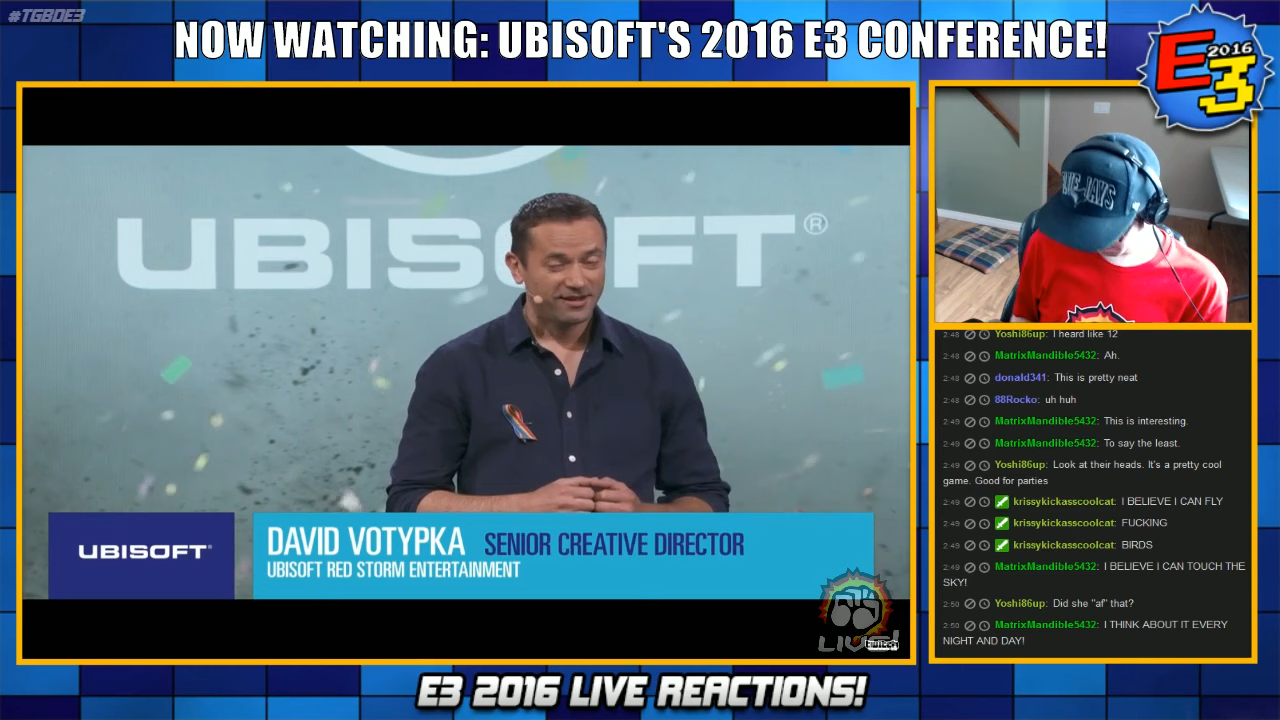 #TGBDE3
NOW WATCHING: UBISOFT'S 2016 E3 CONFERENCE!
E3 2016
UBISOFT®
UBISOFT
DAVID VOTYPKA SENIOR CREATIVE DIRECTOR
UBISOFT RED STORM ENTERTAINMENT
LIVE!
twitch
JAYS
2:48 Yoshi86up: I heard like 12
2:48 MatrixMandible5432: Ah.
2:48 donald341: This is pretty neat
2:48 88Rocko: uh huh
2:49 MatrixMandible5432: This is interesting.
2:49 MatrixMandible5432: To say the least.
2:49 Yoshi86up: Look at their heads. It's a pretty cool
game. Good for parties
2:49 krissykickasscoolcat: I BELIEVE I CAN FLY
2:49 krissykickasscoolcat: FUCKING
2:49 krissykickasscoolcat: BIRDS
2:49 MatrixMandible5432: I BELIEVE I CAN TOUCH THE
SKY!
2:50 Yoshi86up: Did she "af" that?
2:50 MatrixMandible5432: I THINK ABOUT IT EVERY
NIGHT AND DAY!
E3 2016 LIVE REACTIONS!